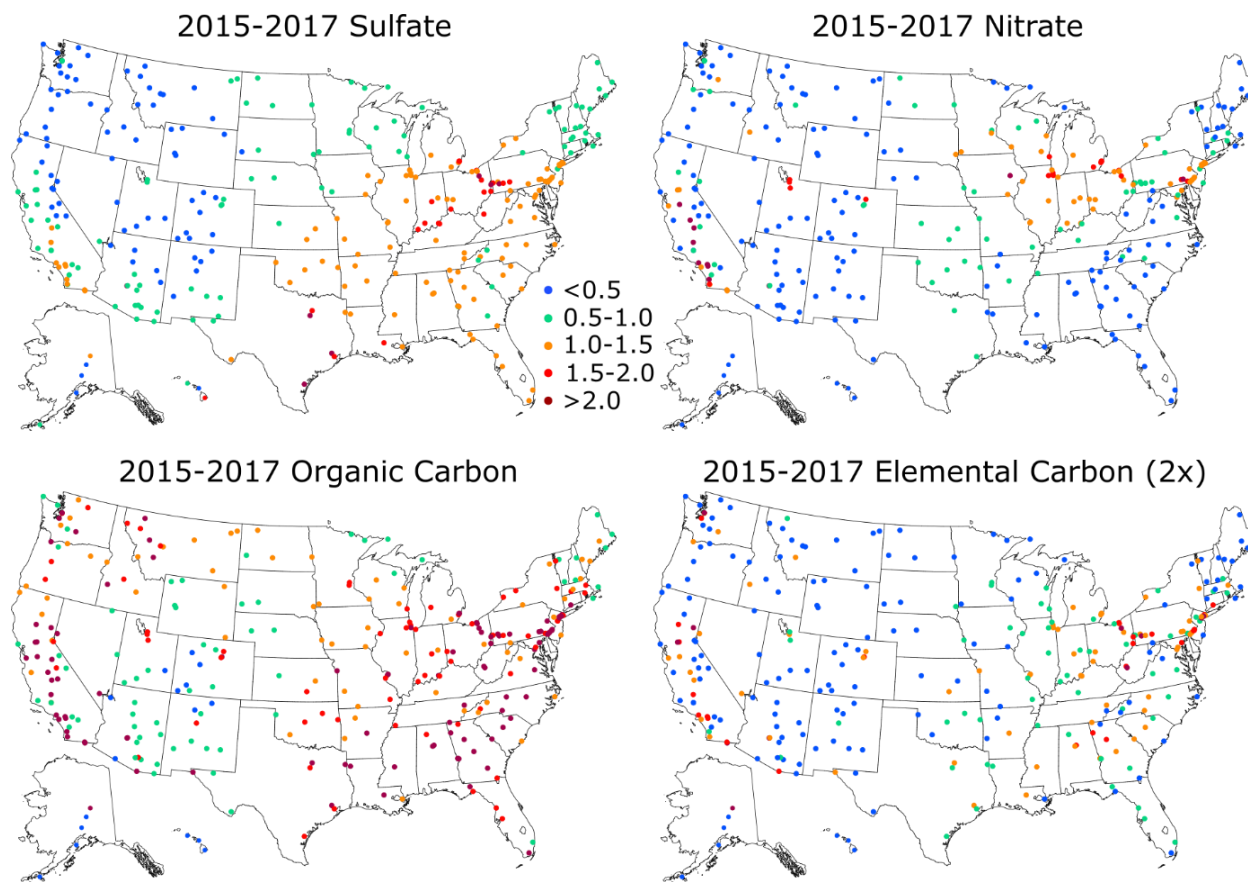 2015-2017 Sulfate
2015-2017 Nitrate
<0.5
0.5-1.0
1.0-1.5
1.5-2.0
>2.0
2015-2017 Organic Carbon
2015-2017 Elemental Carbon (2x)